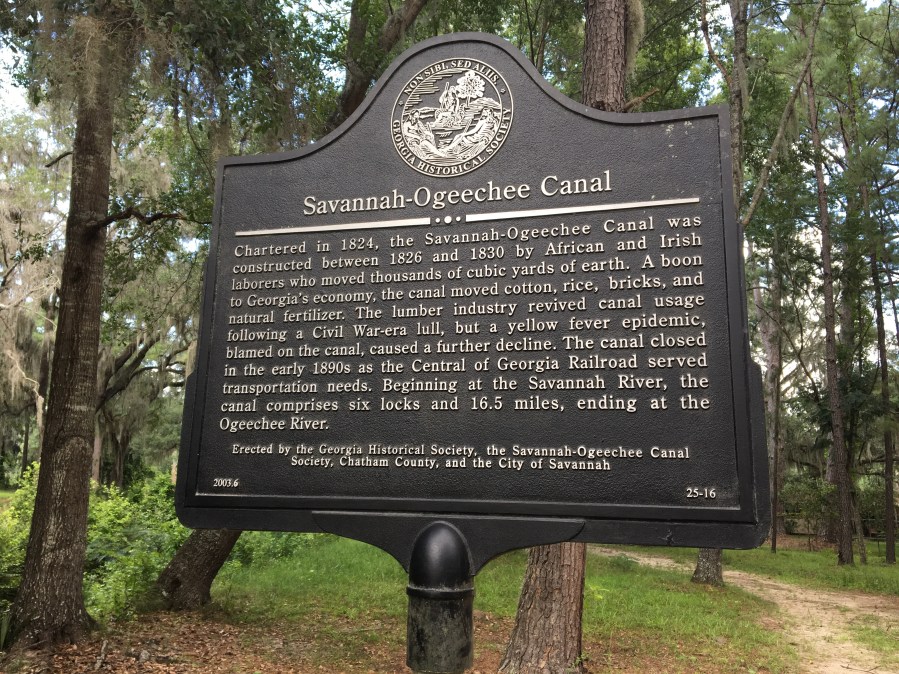 NON SIBI, SED ALIIS
GEORGIA HISTORICAL SOCIETY
Savannah-Ogeechee Canal
Chartered in 1824, the Savannah-Ogeechee Canal was
constructed between 1826 and 1830 by African and Irish
laborers who moved thousands of cubic yards of earth. A boon
to Georgia's economy, the canal moved cotton, rice, bricks, and
natural fertilizer. The lumber industry revived canal usage
following a Civil War-era lull, but a yellow fever epidemic,
blamed on the canal, caused a further decline. The canal closed
in the early 1890s as the Central of Georgia Railroad served
transportation needs. Beginning at the Savannah River, the
canal comprises six locks and 16.5 miles, ending at the
Ogeechee River.
Erected by the Georgia Historical Society, the Savannah-Ogeechee Canal
Society, Chatham County, and the City of Savannah
2003.6
25-16